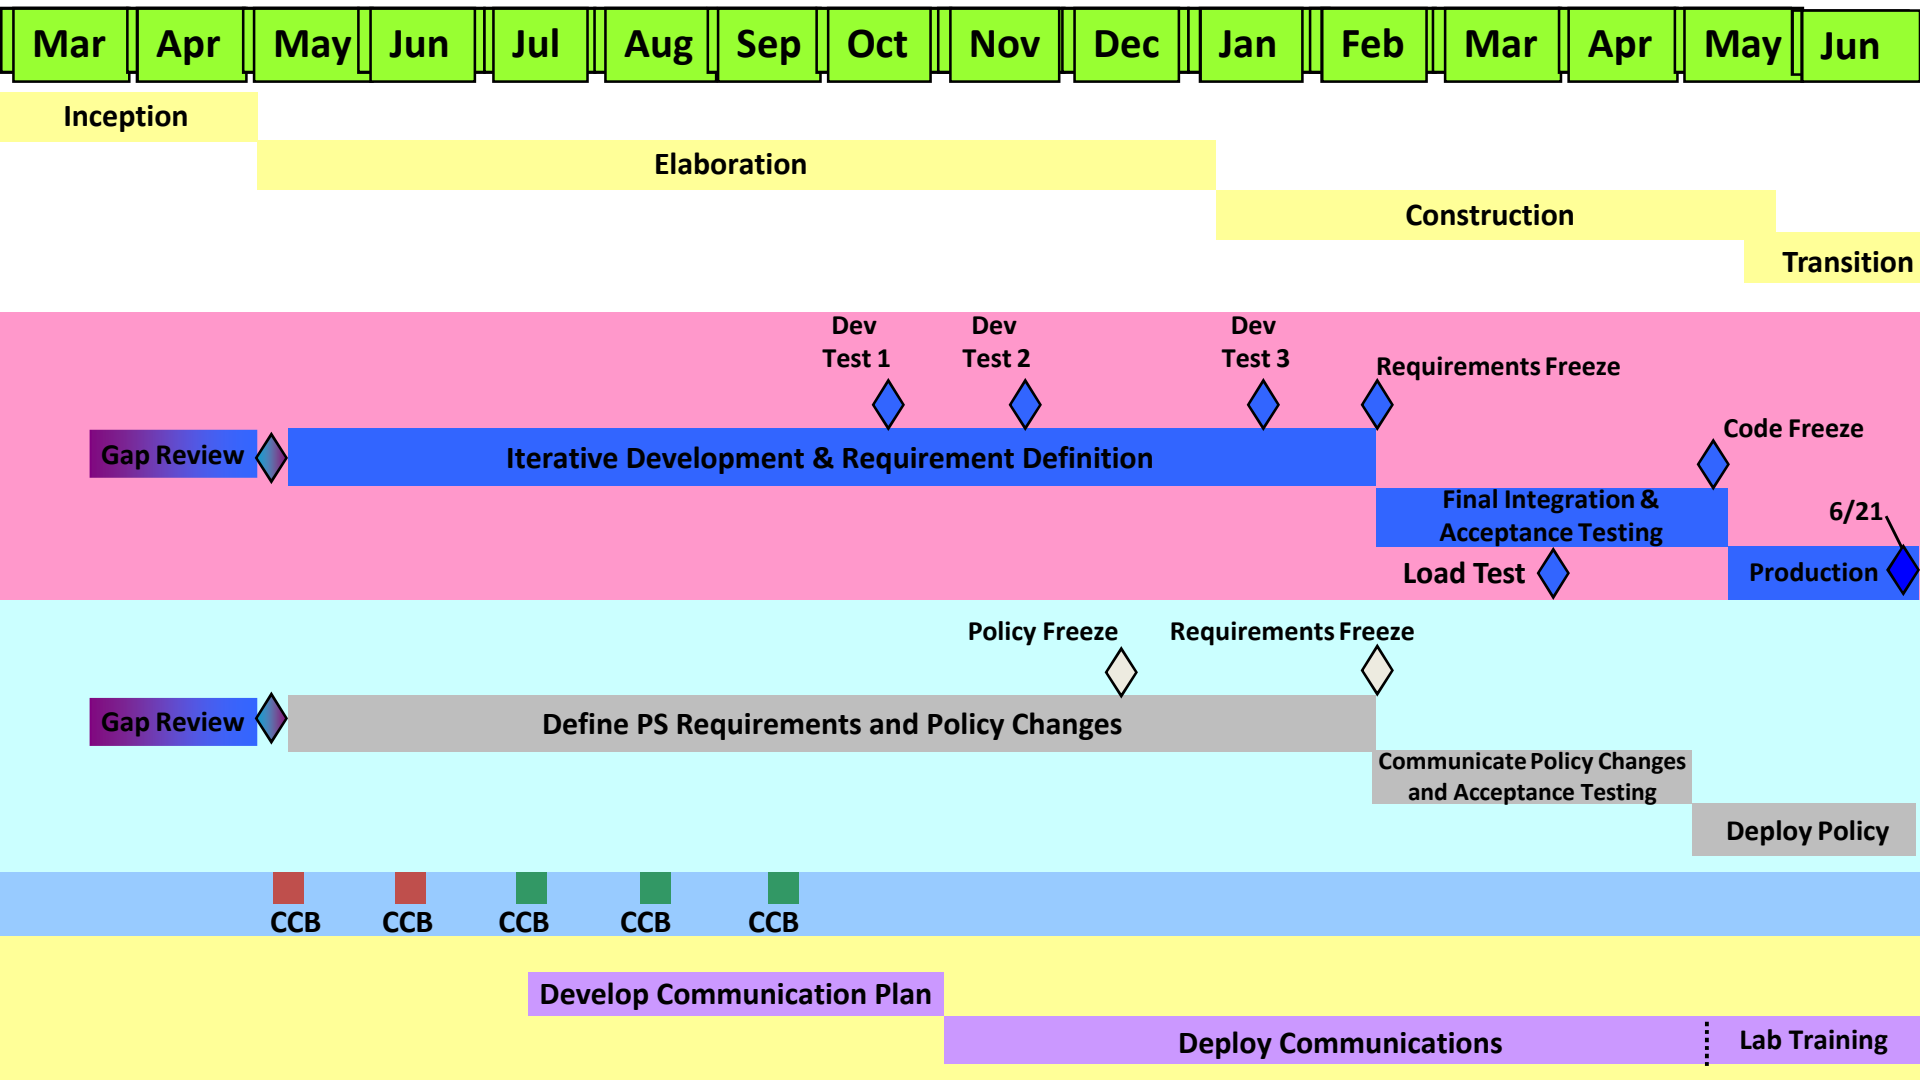 Mar Apr May Jun Jul Aug Sep Oct Nov Dec Jan Feb Mar Apr May Jun
Inception
Elaboration
Construction
Transition
Dev
Test 1
Dev
Test 2
Dev
Test 3
Requirements Freeze
Code Freeze
Gap Review
Iterative Development & Requirement Definition
Final Integration &
Acceptance Testing
6/21
Load Test
Production
Policy Freeze
Requirements Freeze
Gap Review
Define PS Requirements and Policy Changes
Communicate Policy Changes
and Acceptance Testing
Deploy Policy
CCB CCB CCB CCB CCB
Develop Communication Plan
Deploy Communications
Lab Training